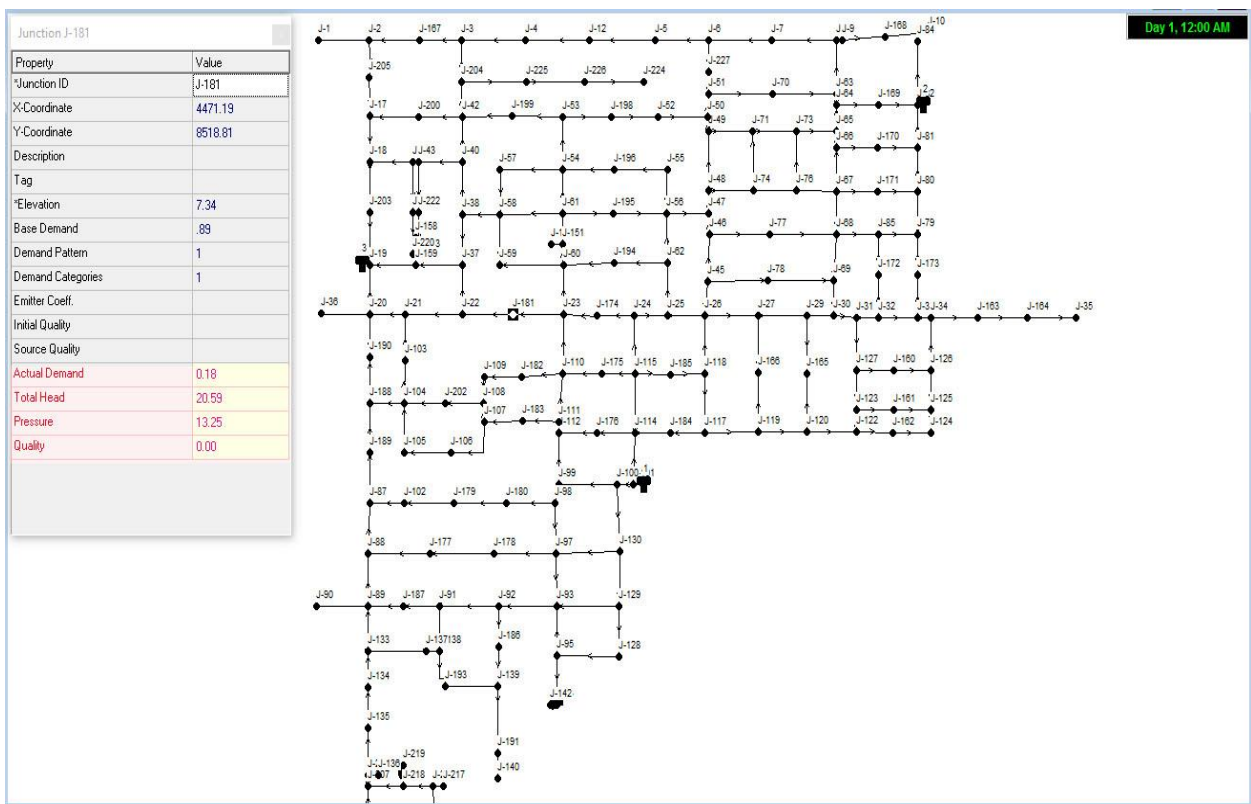 Junction J-181
Property Value
*Junction ID J-181
X-Coordinate 4471.19
Y-Coordinate 8518.81
Description
Tag
*Elevation 7.34
Base Demand .89
Demand Pattern 1
Demand Categories 1
Emitter Coeff.
Initial Quality
Source Quality
Actual Demand 0.18
Total Head 20.59
Pressure 13.25
Quality 0.00
Day 1, 12:00 AM
J-1 J-2 J-167 J-3 J-4 J-12 J-5 J-6 J-7 J-9 J-168 J-10
J-84
J-205 J-204 J-225 J-226 J-224 J-227
J-51 J-70 J-63
J-64 J-169 2
J-17 J-200 J-42 J-199 J-53 J-198 J-52 J-50
J-49 J-71 J-73 J-65
J-66 J-170 J-81
J-18 J-43 J-40 J-57 J-54 J-196 J-55
J-48 J-74 J-76 J-67 J-171 J-80
J-203 J-222 J-38 J-58 J-61 J-195 J-56 J-47
J-158 J-151 J-46 J-77 J-68 J-85 J-79
3 J-19 J-159 J-37 J-59 J-60 J-194 J-62
J-45 J-78 J-69 J-172 J-173
J-36 J-20 J-21 J-22 J-181 J-23 J-174 J-24 J-25 J-26 J-27 J-29 J-30 J-31 J-32 J-34 J-163 J-164 J-35
J-190 J-103 J-109 J-182 J-110 J-175 J-115 J-185 J-118 J-166 J-165 J-127 J-160 J-126
J-188 J-104 J-202 J-108 J-123 J-161 J-125
J-107 J-183 J-111
J-112 J-176 J-114 J-184 J-117 J-119 J-120 J-122 J-162 J-124
J-189 J-105 J-106
J-99 J-100 1
J-87 J-102 J-179 J-180 J-98
J-88 J-177 J-178 J-97 J-130
J-90 J-89 J-187 J-91 J-92 J-93 J-129
J-133 J-137 138 J-186 J-95 J-128
J-134 J-193 J-139
J-142
J-135
J-219 J-191
J-136 J-140
J-218 J-217